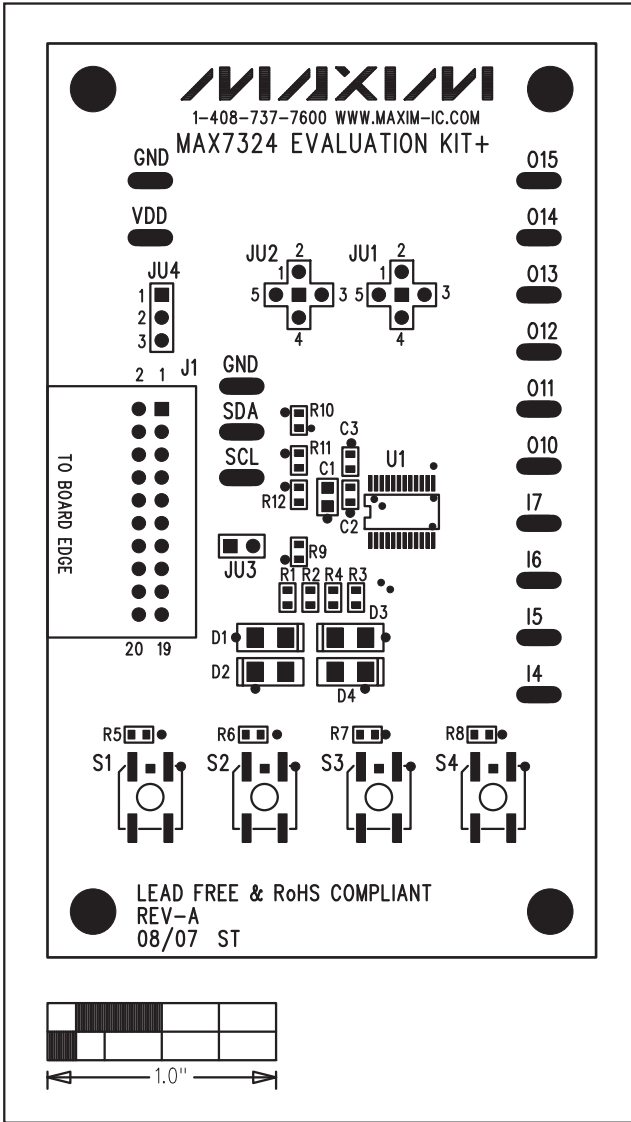 MAXIM
1-408-737-7600 WWW.MAXIM-IC.COM
MAX7324 EVALUATION KIT+
GND
O15
VDD
O14
JU2 2
JU1 2
1
1
O13
JU4
1
5 3
5 3
2
4
4
O12
3
J1
2 1
GND
O11
SDA
R10
O10
SCL
R11
C3
U1
C1
R12
C2
I7
TO BOARD EDGE
JU3
R9
I6
R1 R2 R4 R3
D3
I5
D1
20 19
D2
D4
I4
R5
R6
R7
R8
S1
S2
S3
S4
LEAD FREE & RoHS COMPLIANT
REV-A
08/07 ST
1.0"